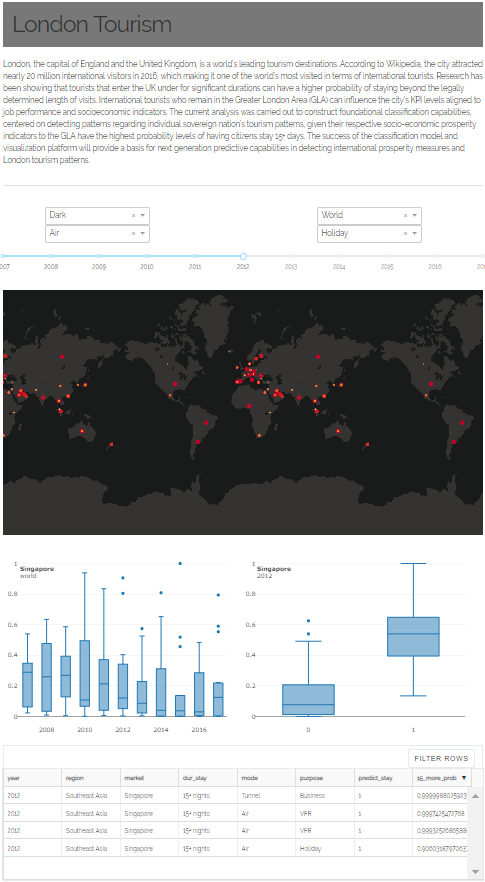 London Tourism
London, the capital of England and the United Kingdom, is a world's leading tourism destinations. According to Wikipedia, the city attracted
nearly 20 million international visitors in 2016, which making it one of the world's most visited in terms of international tourists. Research has
been showing that tourists that enter the UK under for significant durations can have a higher probability of staying beyond the legally
determined length of visits. International tourists who remain in the Greater London Area (GLA) can influence the city's KPI levels aligned to
job performance and socioeconomic indicators. The current analysis was carried out to construct foundational classification capabilities,
centered on detecting patterns regarding individual sovereign nation's tourism patterns, given their respective socio-economic prosperity
indicators to the GLA have the highest probability levels of having citizens stay 15+ days. The success of the classification model and
visualization platform will provide a basis for next generation predictive capabilities in detecting international prosperity measures and
London tourism patterns.
Dark × World ×
Air × Holiday ×
007 2008 2009 2010 2011 2012 2013 2014 2015 2016 201
Singapore
world
1
0.8
0.6
0.4
0.2
0
2008 2010 2012 2014 2016
Singapore
2012
1
0.8
0.6
0.4
0.2
0
0 1
FILTER ROWS
year region market dur_stay mode purpose predict_stay 15_more_prob ▼
2012 Southeast Asia Singapore 15+ nights Tunnel Business 1
2012 Southeast Asia Singapore 15+ nights Air VFR 1 0.9997425472768
2012 Southeast Asia Singapore 15+ nights Air VFR 1
2012 Southeast Asia Singapore 15+ nights Air Holiday 1